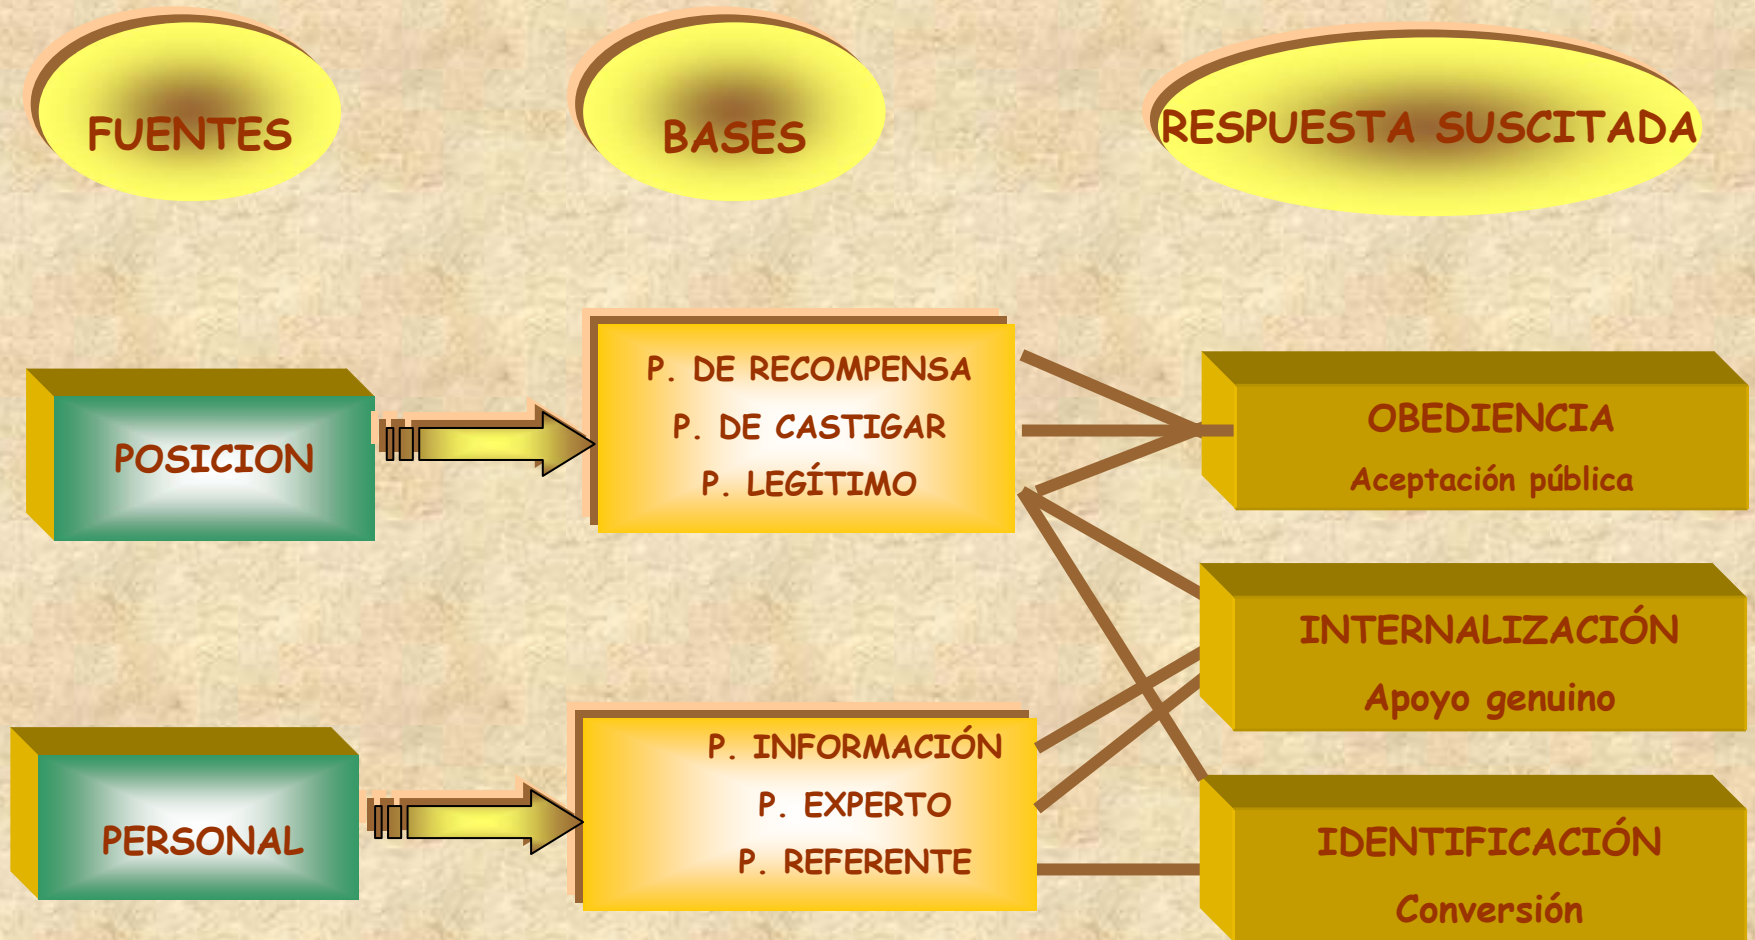 FUENTES
BASES
RESPUESTA SUSCITADA
POSICION
P. DE RECOMPENSA
P. DE CASTIGAR
P. LEGÍTIMO
OBEDIENCIA
Aceptación pública
INTERNALIZACIÓN
Apoyo genuino
PERSONAL
P. INFORMACIÓN
P. EXPERTO
P. REFERENTE
IDENTIFICACIÓN
Conversión